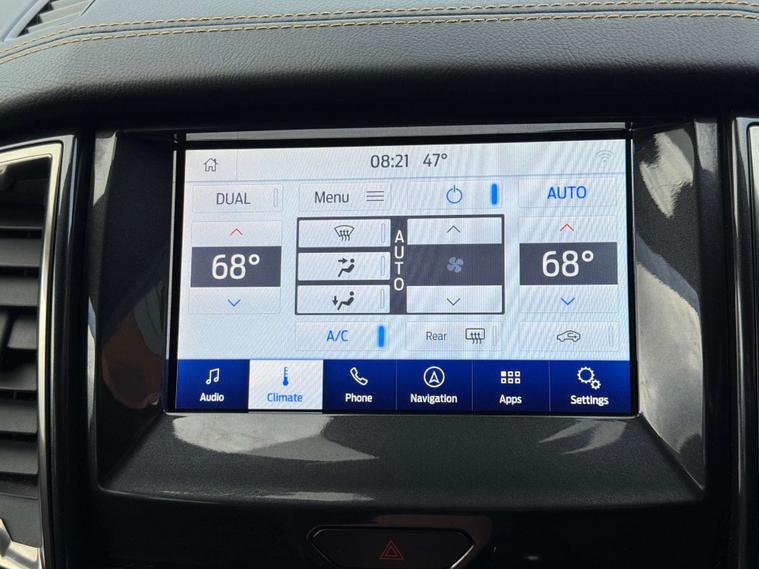 08:21 47°
DUAL Menu AUTO
68° AUTO 68°
A/C Rear
Audio Climate Phone Navigation Apps Settings